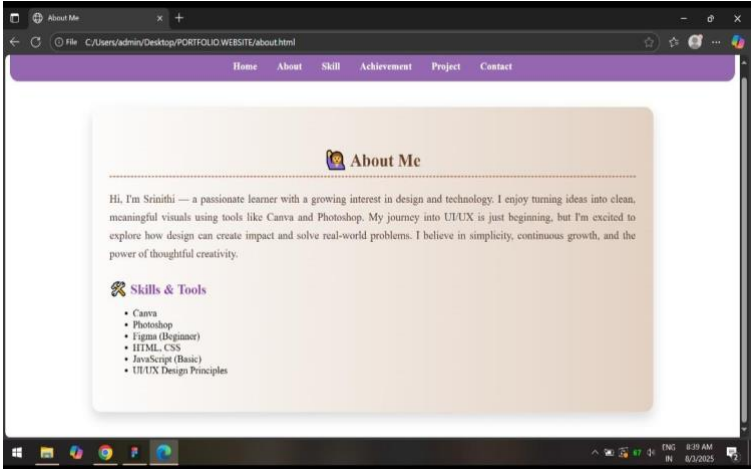 About Me
File C:/Users/admin/Desktop/PORTFOLIO.WEBSITE/about.html
Home About Skill Achievement Project Contact
About Me
Hi, I'm Srinithi — a passionate learner with a growing interest in design and technology. I enjoy turning ideas into clean,
meaningful visuals using tools like Canva and Photoshop. My journey into UI/UX is just beginning, but I'm excited to
explore how design can create impact and solve real-world problems. I believe in simplicity, continuous growth, and the
power of thoughtful creativity.
Skills & Tools
• Canva
• Photoshop
• Figma (Beginner)
• HTML, CSS
• JavaScript (Basic)
• UI/UX Design Principles
67
ENG 8:39 AM
IN 8/3/2025
2